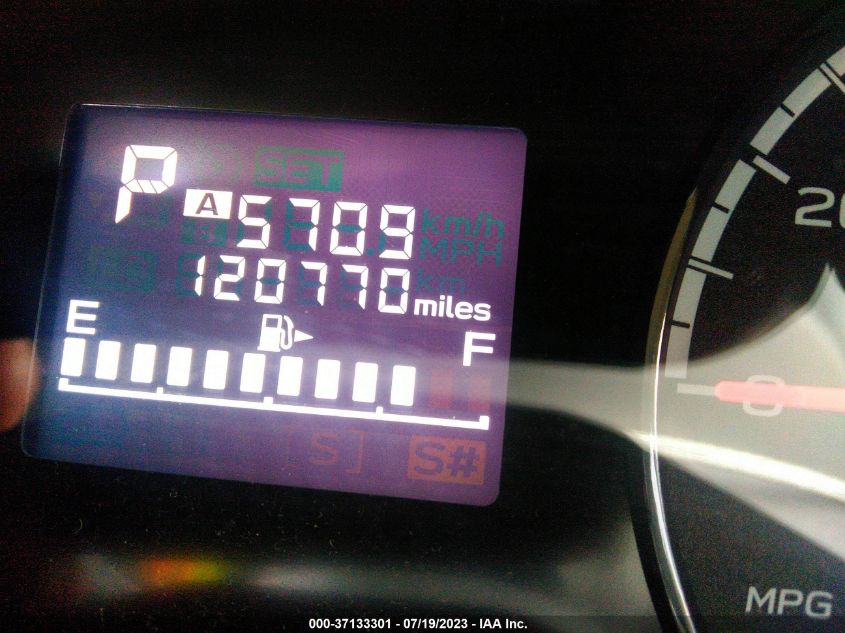 SET
P
A 5709 km/h
MPH
120770 miles
km
E F
[S] S#
20
0
MPG
000-37133301 - 07/19/2023 - IAA Inc.